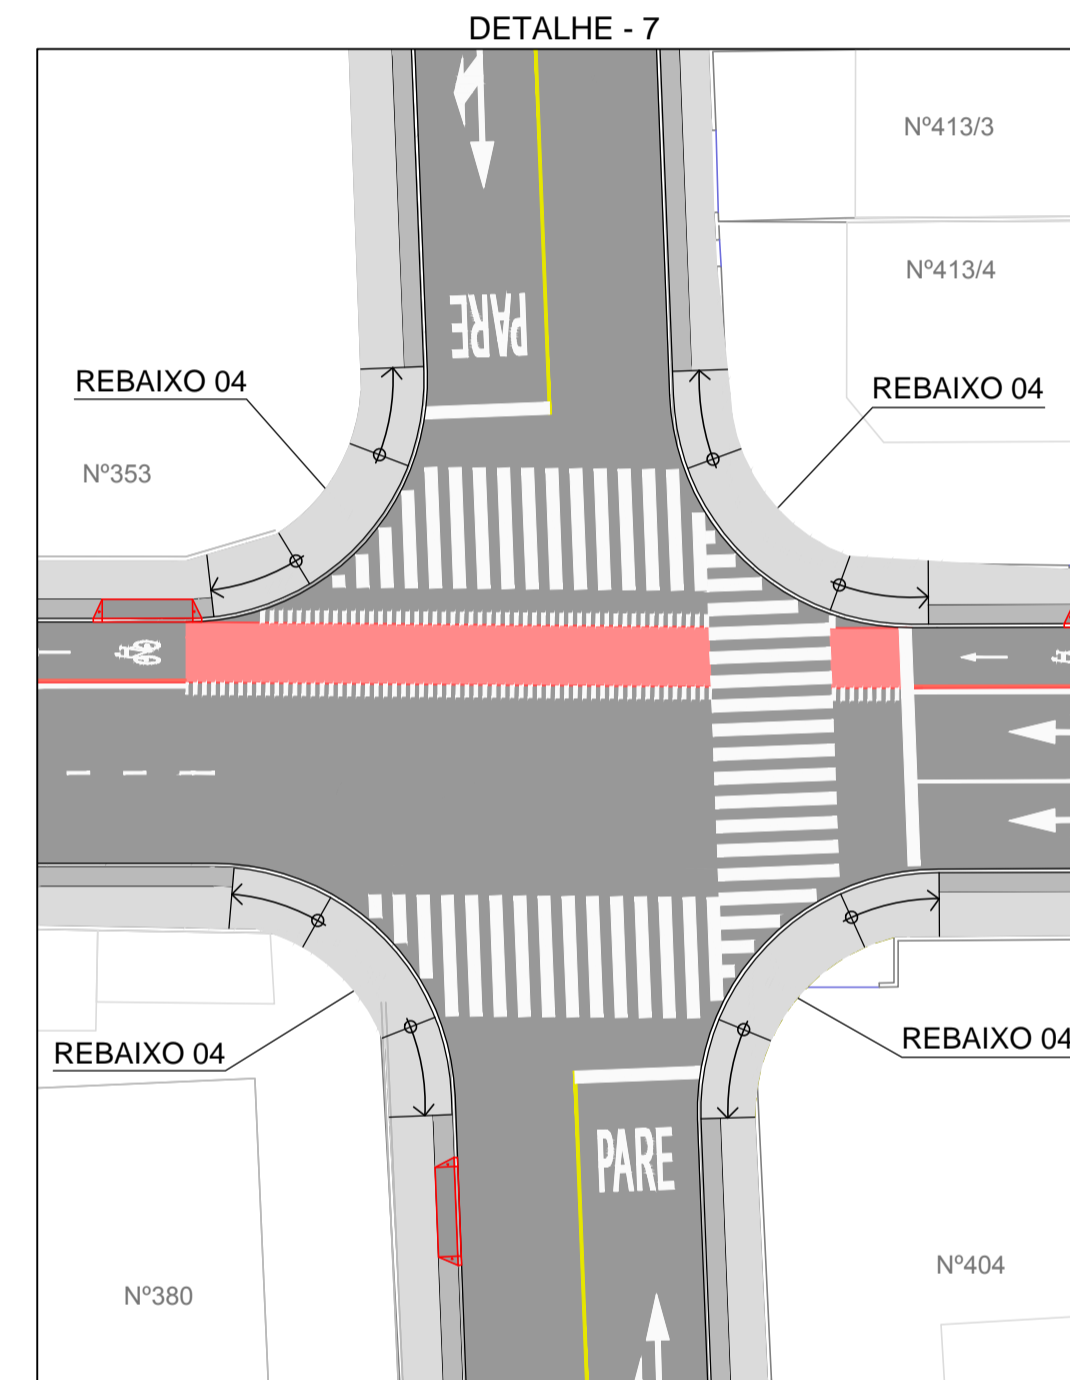 DETALHE - 7
Nº413/3
Nº413/4
PARE
REBAIXO 04
REBAIXO 04
Nº353
REBAIXO 04
REBAIXO 04
PARE
Nº404
Nº380